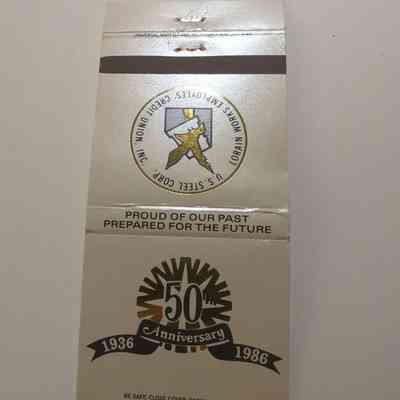 U.S. STEEL CORP.
LORAIN WORKS EMPLOYEES' CREDIT UNION, INC.
PROUD OF OUR PAST
PREPARED FOR THE FUTURE
50
Anniversary
1936 1986